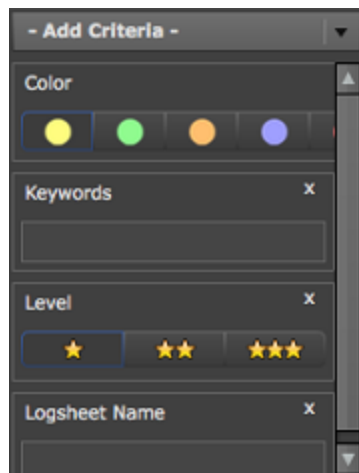 - Add Criteria -
Color
Keywords x
Level x
Logsheet Name x